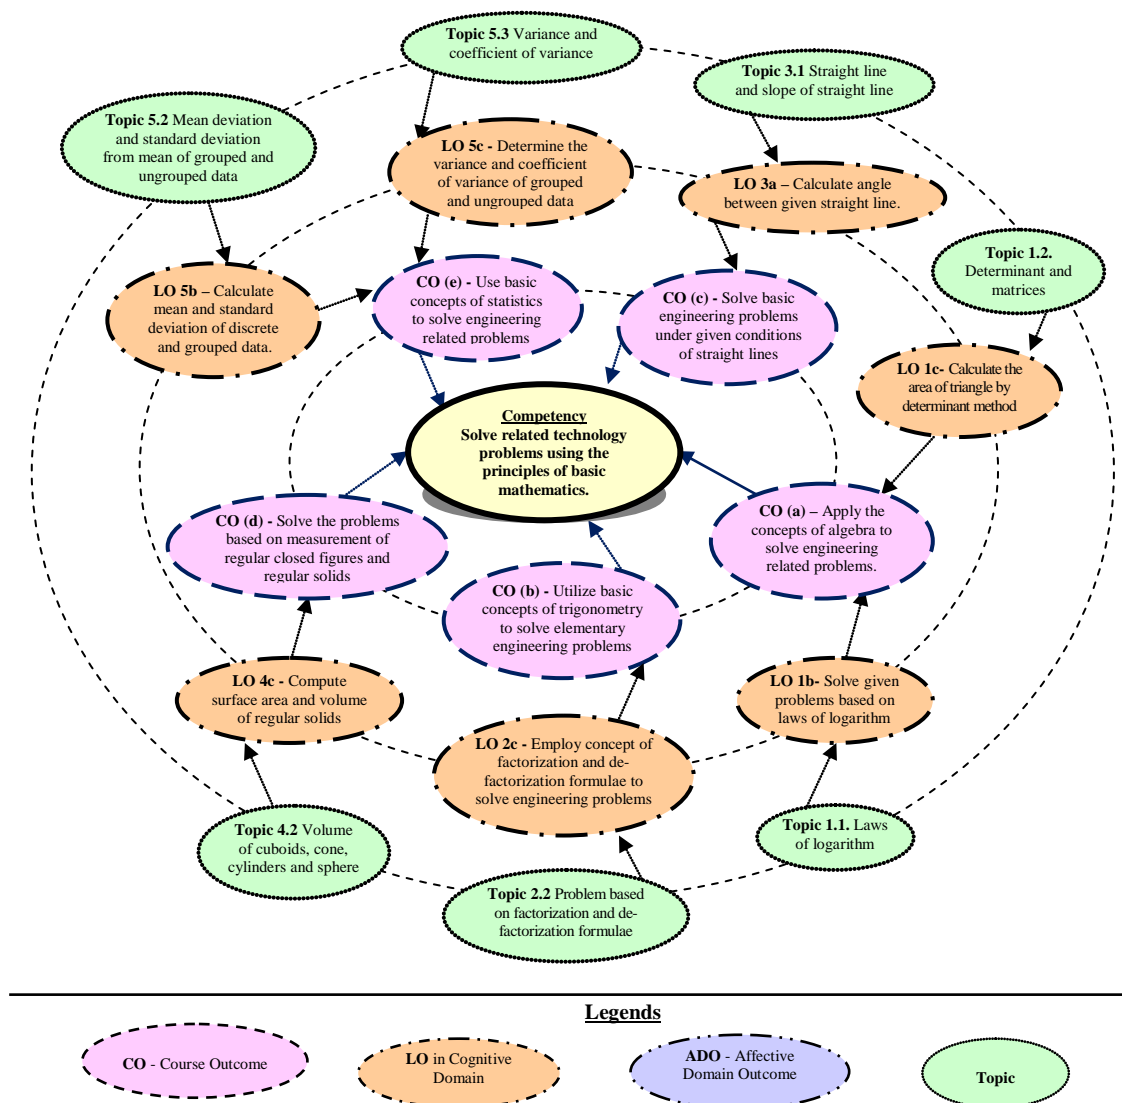 Topic 5.3 Variance and
coefficient of variance
Topic 3.1 Straight line
and slope of straight line
Topic 5.2 Mean deviation
and standard deviation
from mean of grouped and
ungrouped data
LO 5c - Determine the
variance and coefficient
of variance of grouped
and ungrouped data
LO 3a – Calculate angle
between given straight line.
Topic 1.2.
Determinant and
matrices
LO 5b – Calculate
mean and standard
deviation of discrete
and grouped data.
CO (e) - Use basic
concepts of statistics
to solve engineering
related problems
CO (c) - Solve basic
engineering problems
under given conditions
of straight lines
LO 1c- Calculate the
area of triangle by
determinant method
Competency
Solve related technology
problems using the
principles of basic
mathematics.
CO (d) - Solve the problems
based on measurement of
regular closed figures and
regular solids
CO (a) – Apply the
concepts of algebra to
solve engineering
related problems.
CO (b) - Utilize basic
concepts of trigonometry
to solve elementary
engineering problems
LO 4c - Compute
surface area and volume
of regular solids
LO 1b- Solve given
problems based on
laws of logarithm
LO 2c - Employ concept of
factorization and de-
factorization formulae to
solve engineering problems
Topic 4.2 Volume
of cuboids, cone,
cylinders and sphere
Topic 1.1. Laws
of logarithm
Topic 2.2 Problem based
on factorization and de-
factorization formulae
Legends
CO - Course Outcome
LO in Cognitive
Domain
ADO - Affective
Domain Outcome
Topic